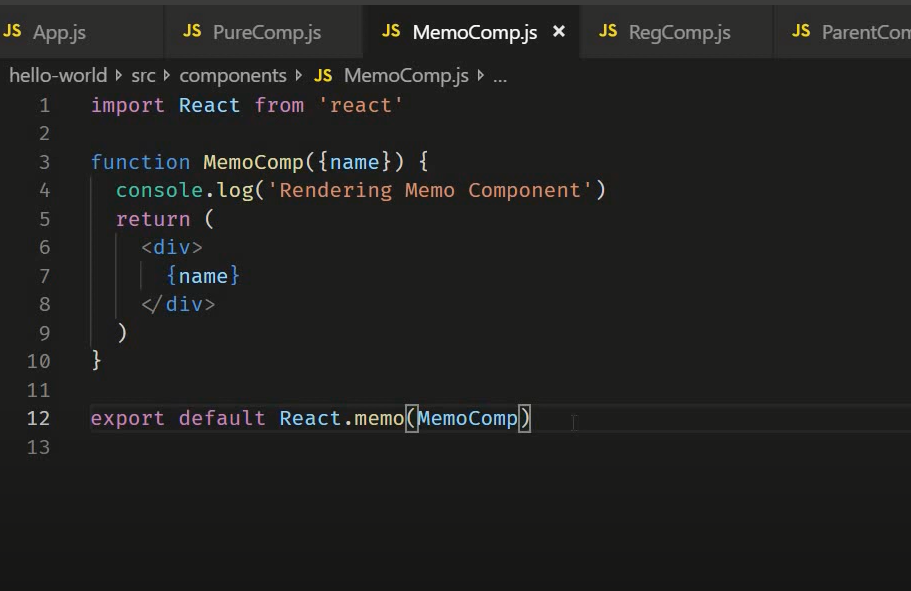 JS App.js JS PureComp.js JS MemoComp.js × JS RegComp.js JS ParentCom
hello-world > src > components > JS MemoComp.js > ...
1 import React from 'react'
2
3 function MemoComp({name}) {
4 console.log('Rendering Memo Component')
5 return (
6 <div>
7 {name}
8 </div>
9 )
10 }
11
12 export default React.memo(MemoComp)
13